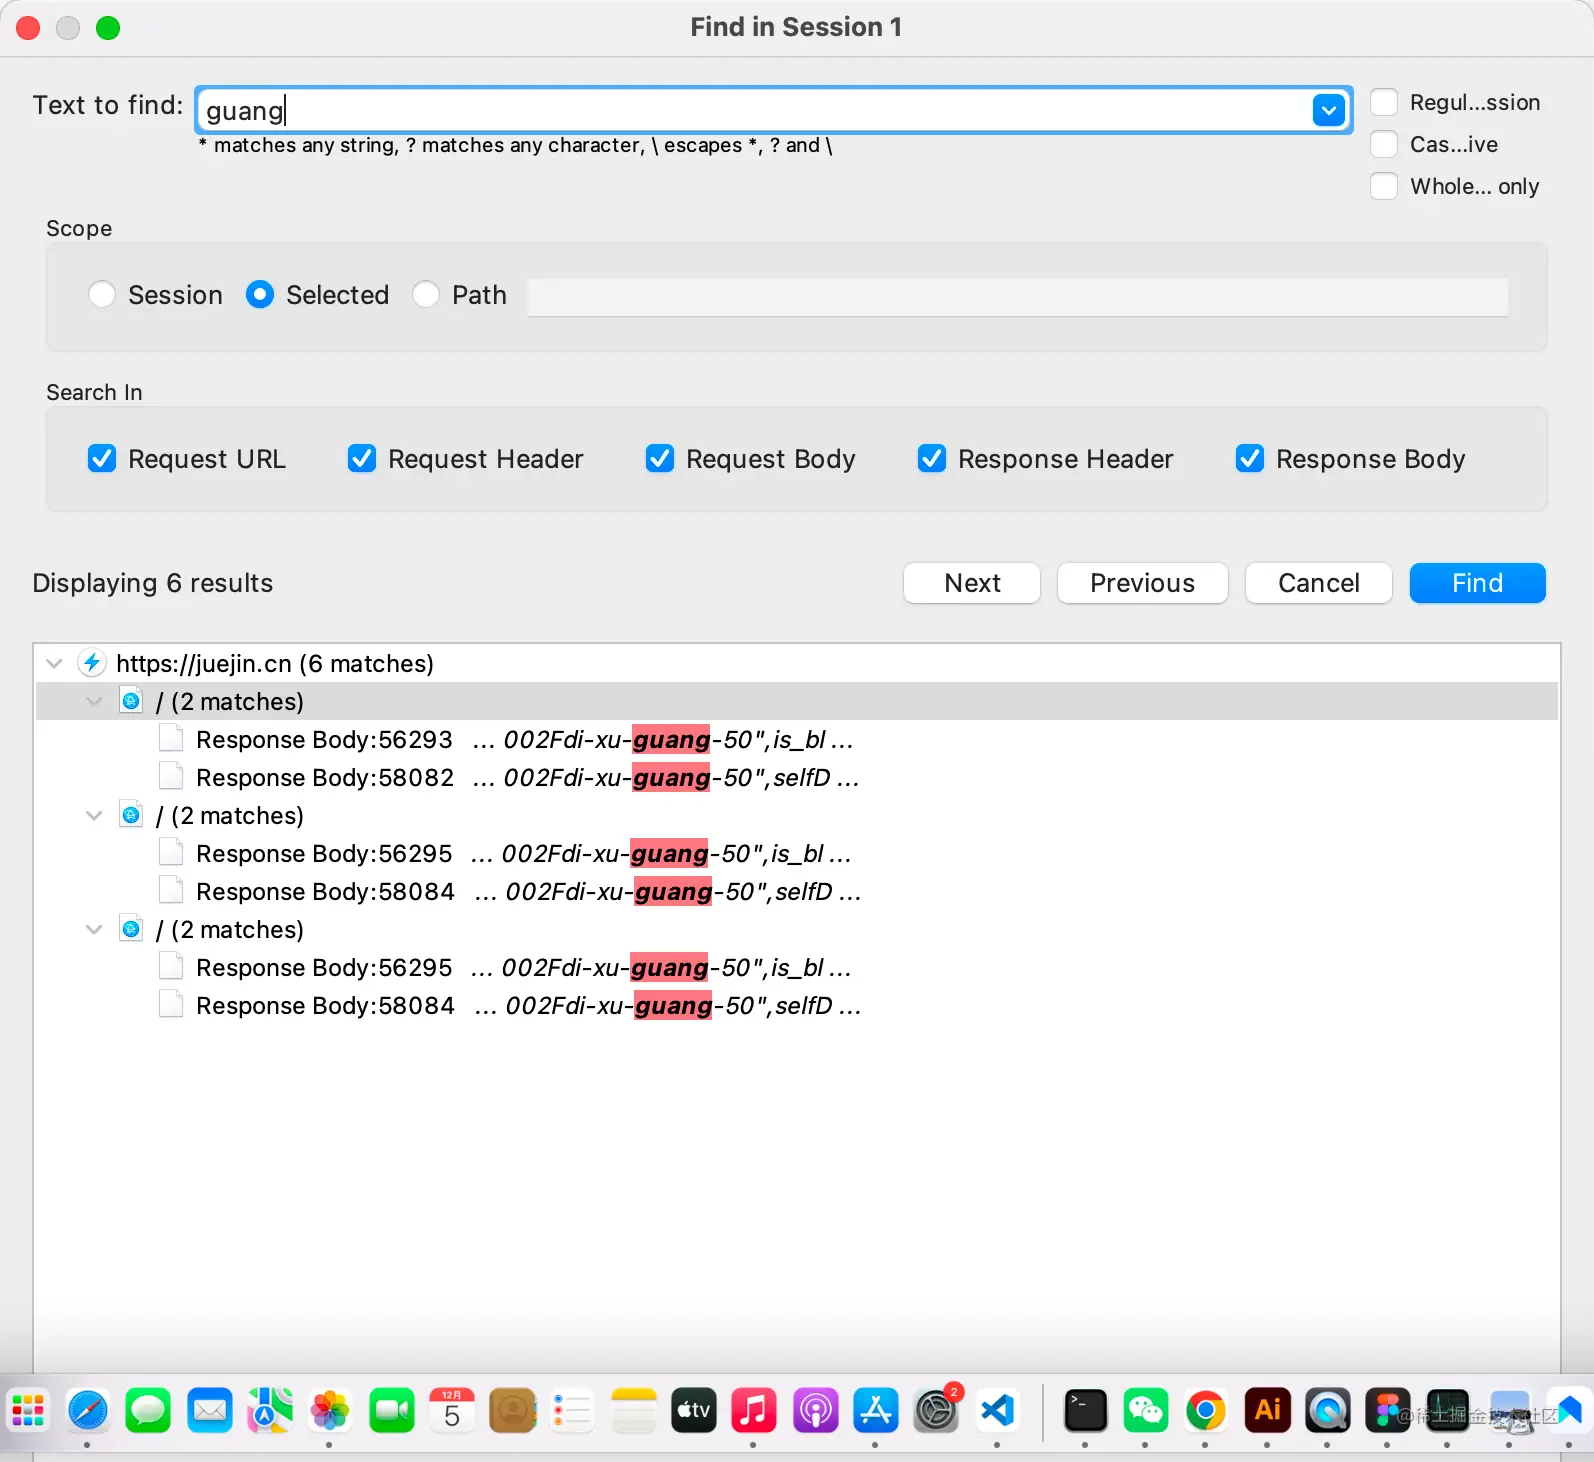 Find in Session 1
Text to find: guang
Regul...ssion
* matches any string, ? matches any character, \ escapes *, ? and \
Cas...ive
Whole... only
Scope
Session Selected Path
Search In
Request URL Request Header Request Body Response Header Response Body
Displaying 6 results Next Previous Cancel Find
https://juejin.cn (6 matches)
/ (2 matches)
Response Body:56293 ... 002Fdi-xu-guang-50",is_bl ...
Response Body:58082 ... 002Fdi-xu-guang-50",selfD ...
/ (2 matches)
Response Body:56295 ... 002Fdi-xu-guang-50",is_bl ...
Response Body:58084 ... 002Fdi-xu-guang-50",selfD ...
/ (2 matches)
Response Body:56295 ... 002Fdi-xu-guang-50",is_bl ...
Response Body:58084 ... 002Fdi-xu-guang-50",selfD ...
12月
5
tv
2
>_
Ai
@稀土掘金技术社区